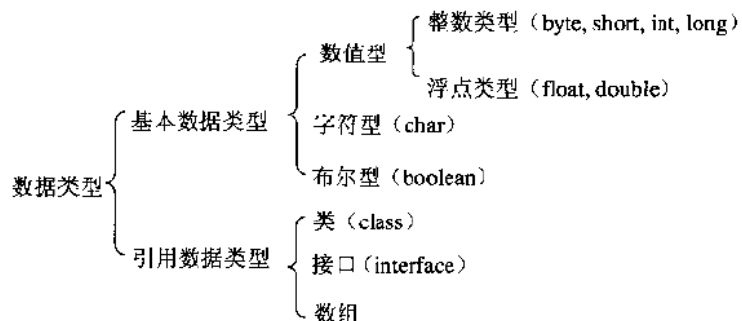 整数类型（byte, short, int, long）
数值型
浮点类型（float, double）
基本数据类型
字符型（char）
布尔型（boolean）
数据类型
类（class）
引用数据类型
接口（interface）
数组